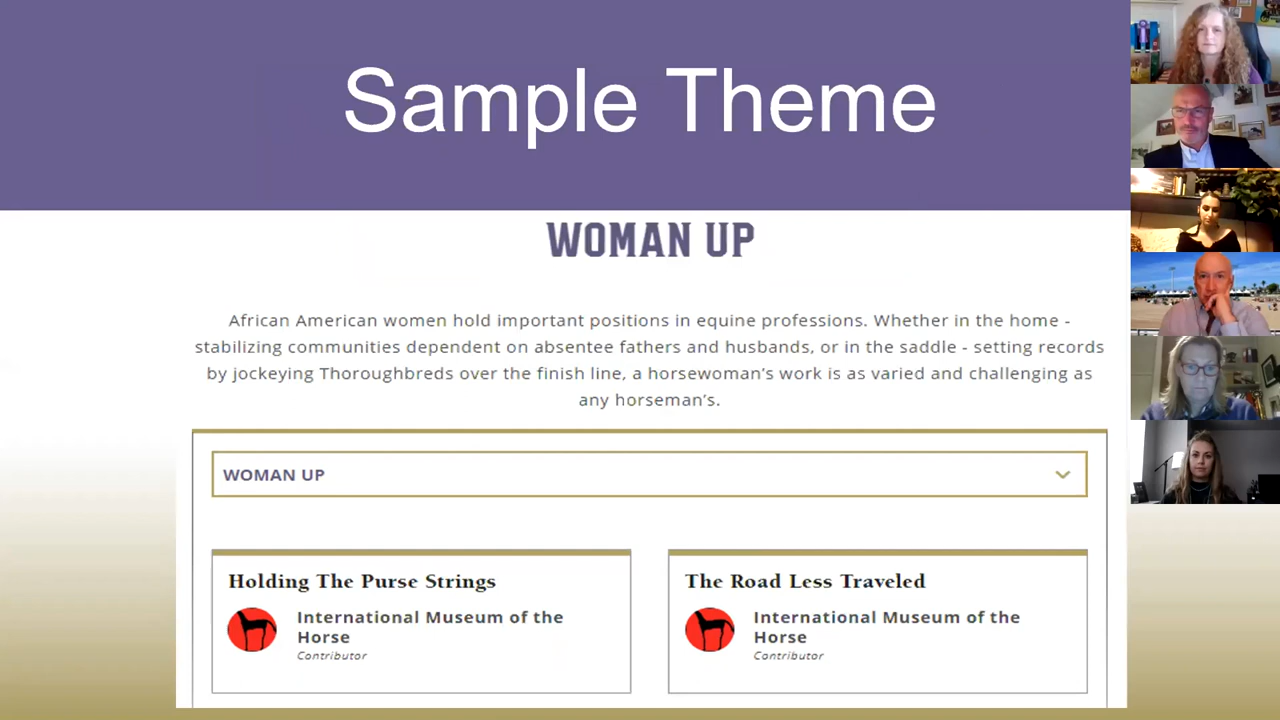 Sample Theme
WOMAN UP
African American women hold important positions in equine professions. Whether in the home -
stabilizing communities dependent on absentee fathers and husbands, or in the saddle - setting records
by jockeying Thoroughbreds over the finish line, a horsewoman's work is as varied and challenging as
any horseman's.
WOMAN UP
Holding The Purse Strings
International Museum of the
Horse
Contributor
The Road Less Traveled
International Museum of the
Horse
Contributor